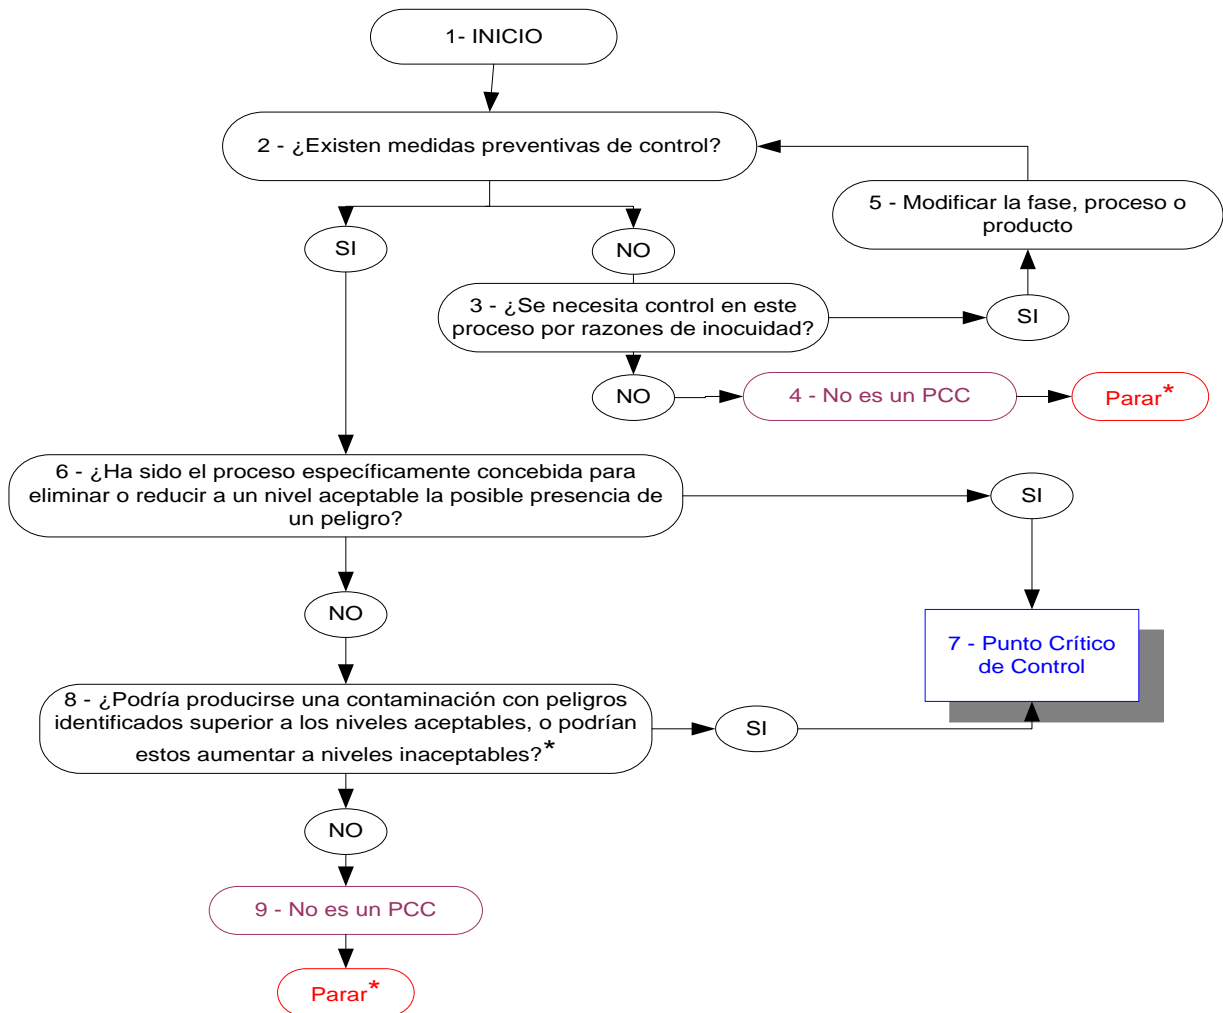 1- INICIO
2 - ¿Existen medidas preventivas de control?
SI
NO
5 - Modificar la fase, proceso o
producto
3 - ¿Se necesita control en este
proceso por razones de inocuidad?
SI
NO
4 - No es un PCC
Parar*
6 - ¿Ha sido el proceso específicamente concebida para
eliminar o reducir a un nivel aceptable la posible presencia de
un peligro?
SI
NO
7 - Punto Crítico
de Control
8 - ¿Podría producirse una contaminación con peligros
identificados superior a los niveles aceptables, o podrían
estos aumentar a niveles inaceptables?*
SI
NO
9 - No es un PCC
Parar*